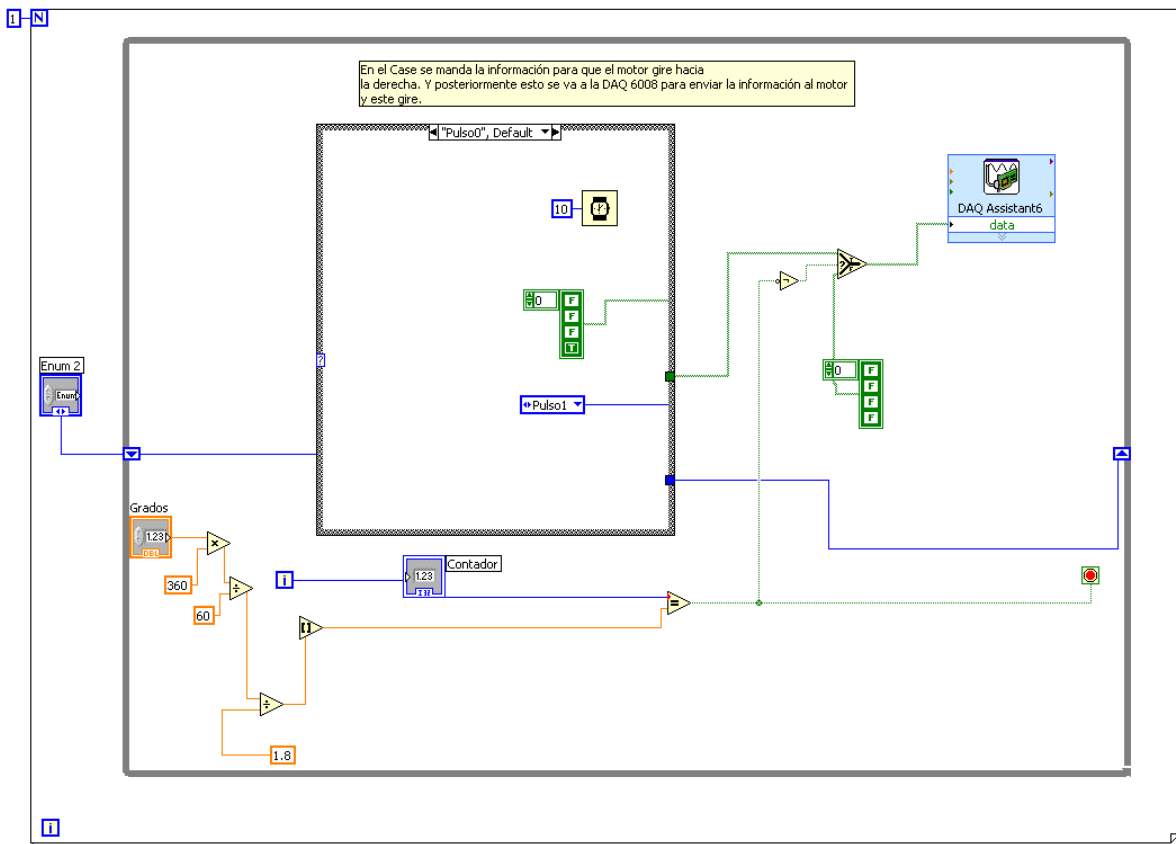 1
N
En el Case se manda la información para que el motor gire hacia
la derecha. Y posteriormente esto se va a la DAQ 6008 para enviar la información al motor
y este gire.
"Pulso0", Default
10
DAQ Assistant6
data
?
T
F
0
F
F
F
T
Enum 2
Enum
?
0
F
F
F
F
Pulso1
Grados
1.23
DBL
×
360
÷
60
i
Contador
1.23
I32
=
[ ]
÷
1.8
i